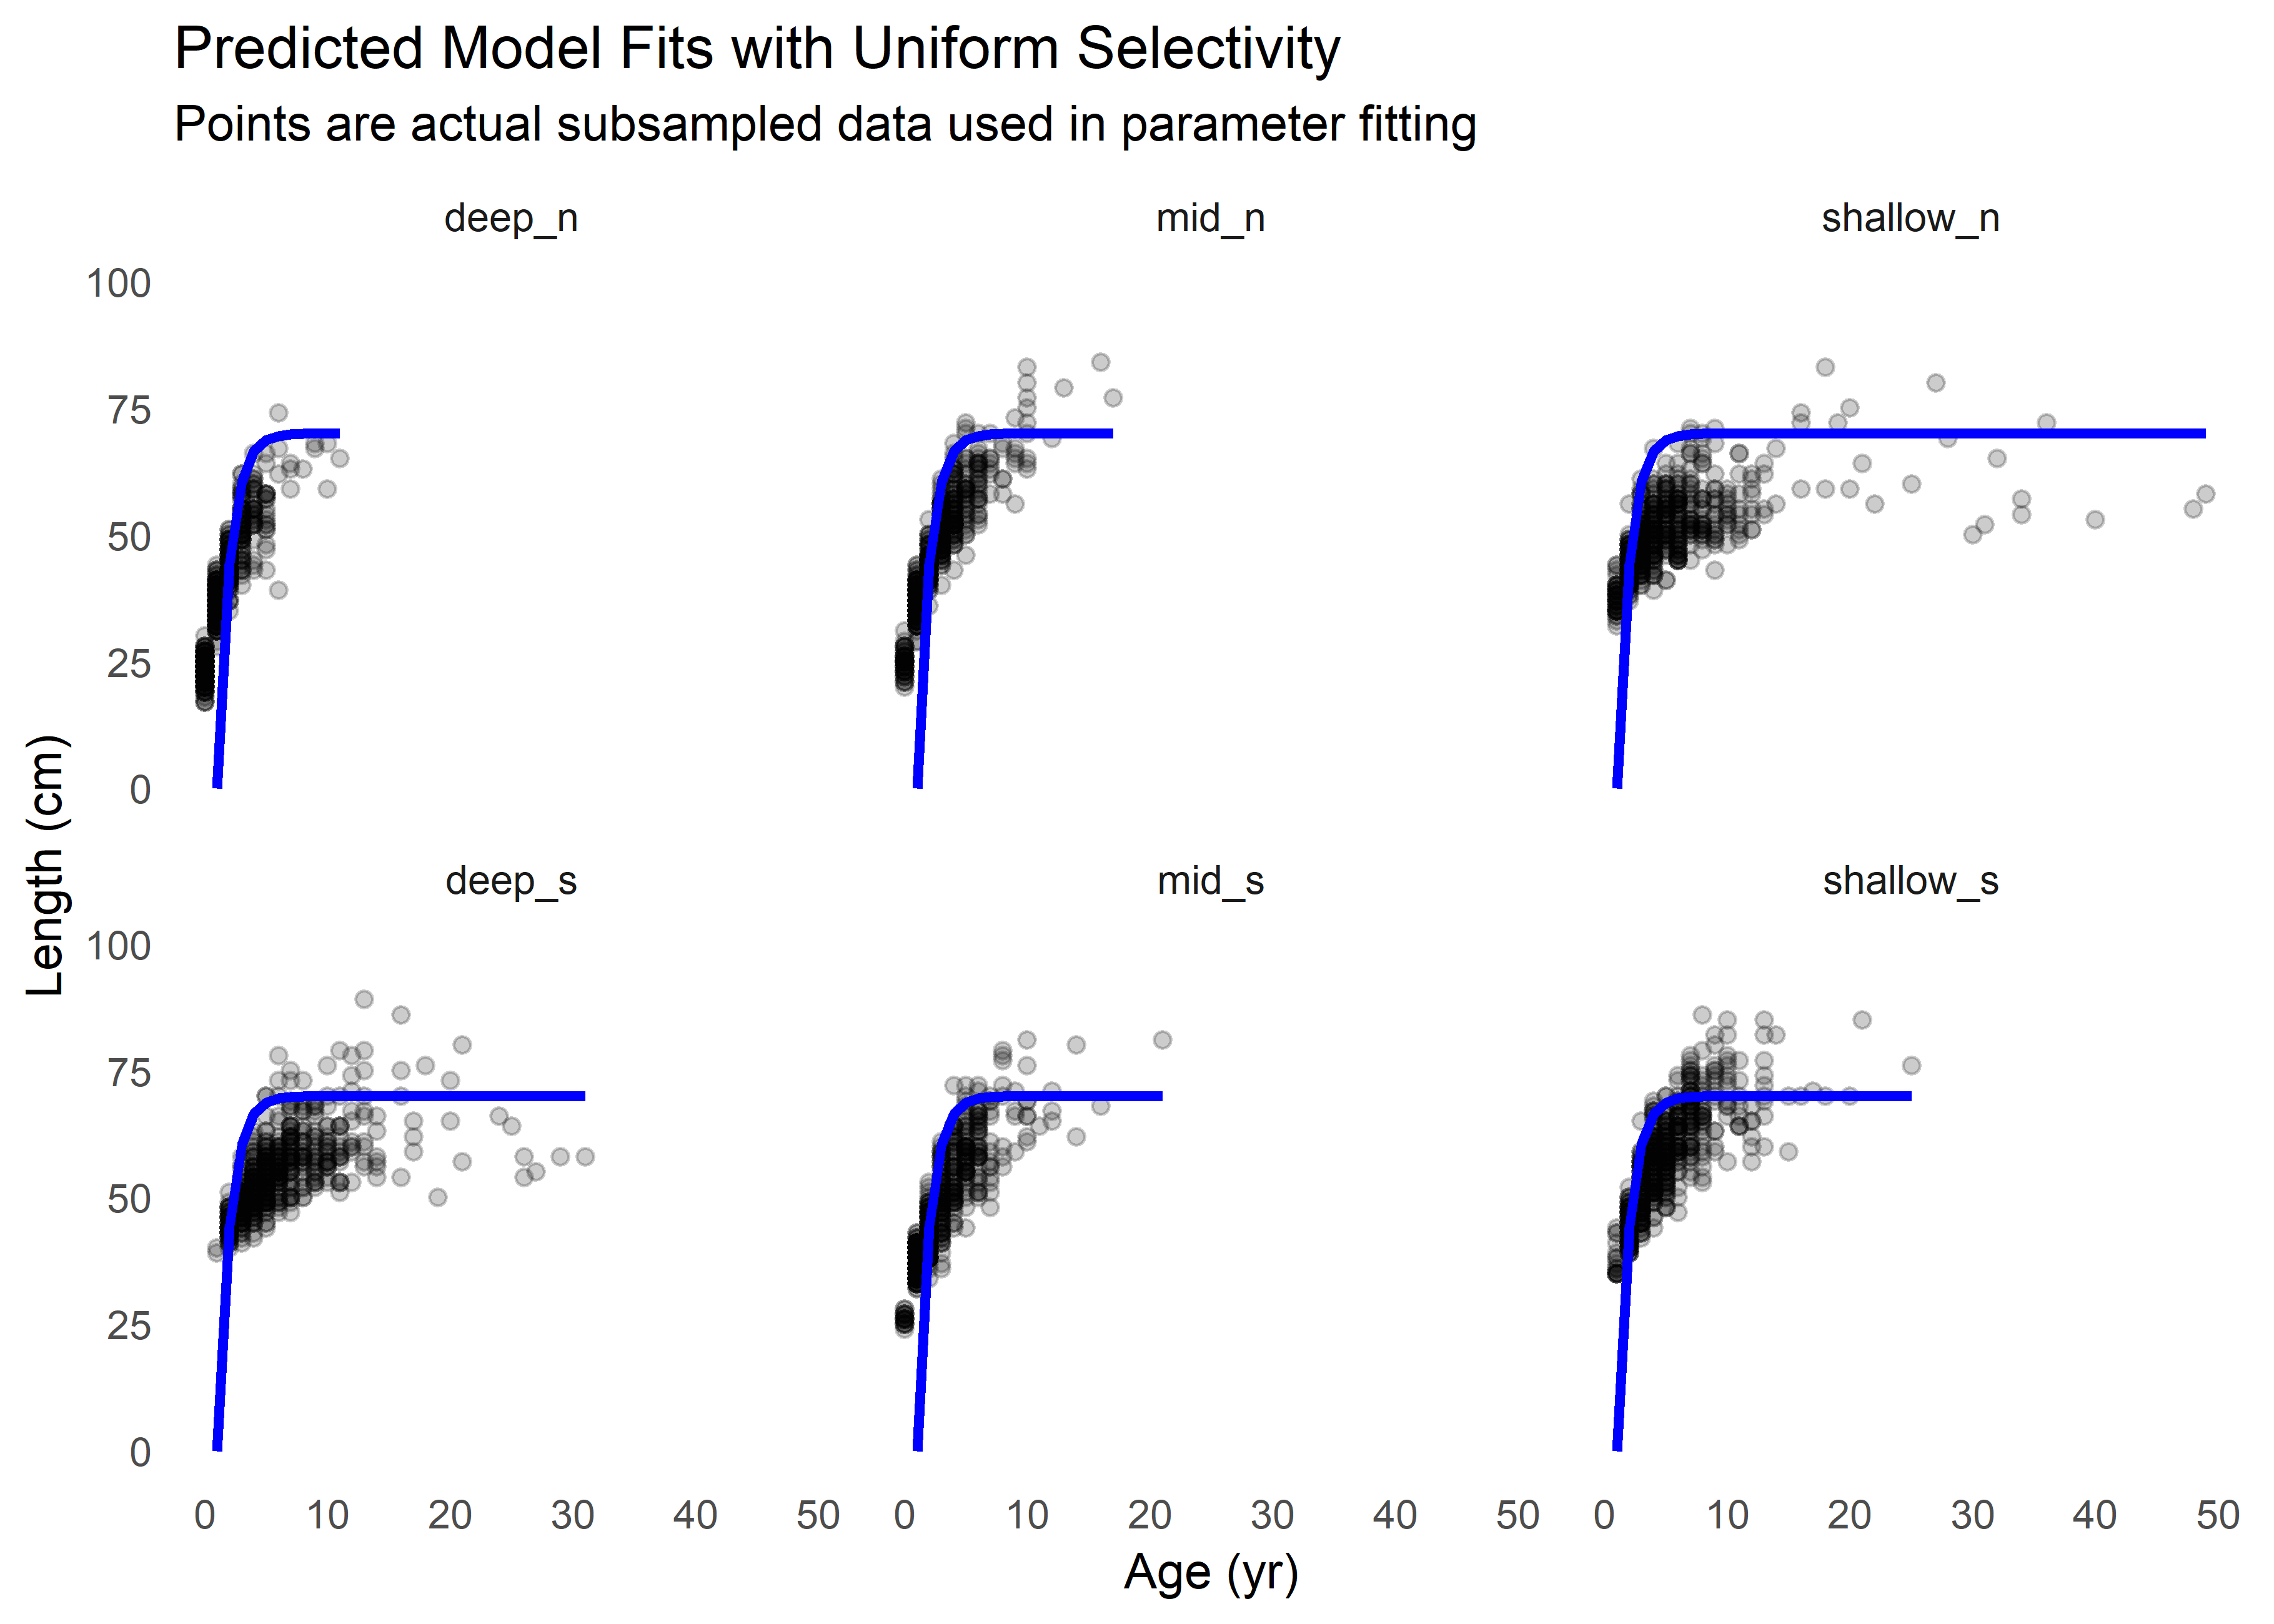 Predicted Model Fits with Uniform Selectivity
Points are actual subsampled data used in parameter fitting
deep_n mid_n shallow_n
100
75
50
25
0
Length (cm)
deep_s mid_s shallow_s
100
75
50
25
0
0 10 20 30 40 50 0 10 20 30 40 50 0 10 20 30 40 50
Age (yr)